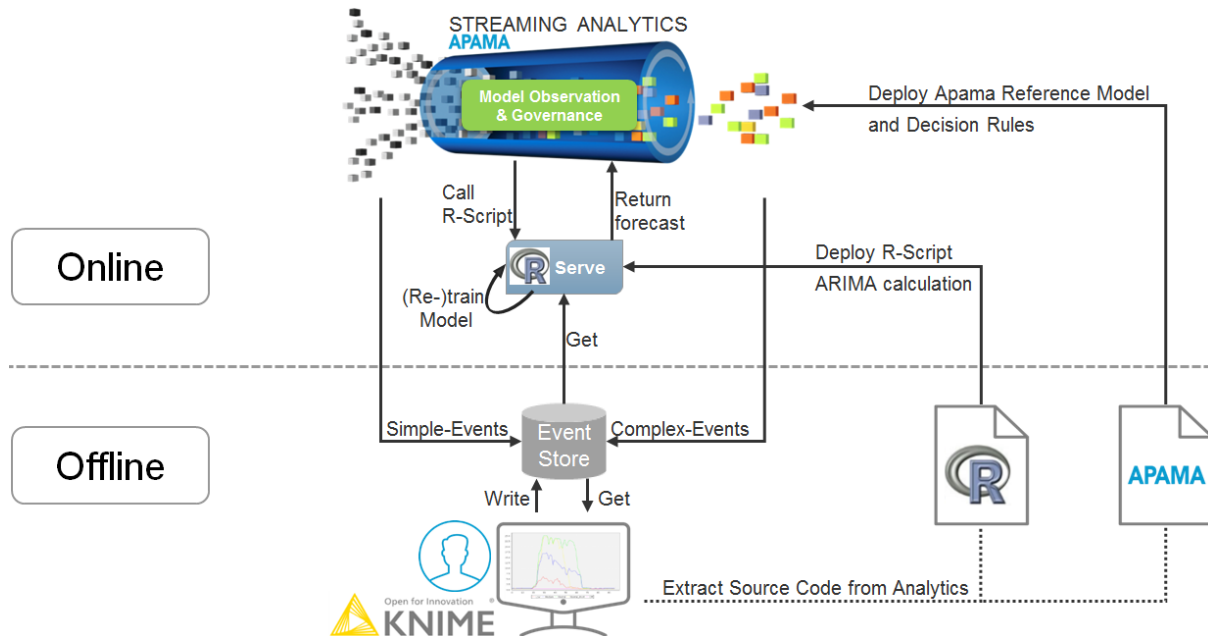 STREAMING ANALYTICS
APAMA
Model Observation
& Governance
Deploy Apama Reference Model
and Decision Rules
Call
R-Script
Return
forecast
Online
R Serve
Deploy R-Script
ARIMA calculation
(Re-)train
Model
Get
Offline
Simple-Events
Event
Store
Complex-Events
R
APAMA
Write
Get
Extract Source Code from Analytics
Open for Innovation
KNIME